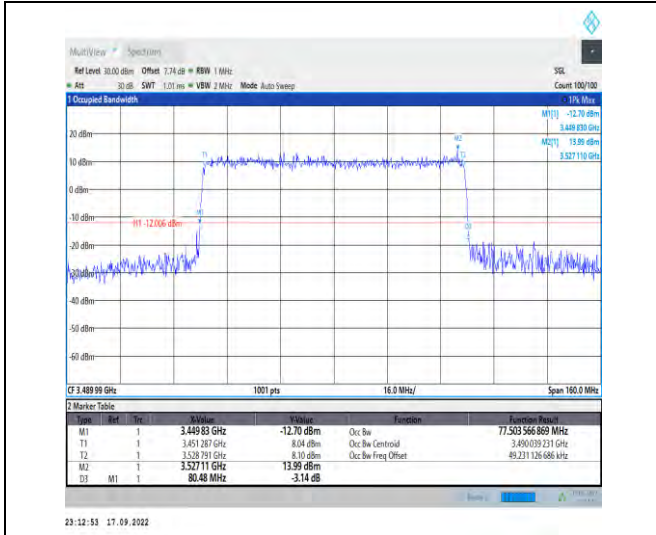 MultiView Spectrum
Ref Level 30.00 dBm Offset 7.74 dB RBW 1 MHz SGL
Att 30 dB SWT 1.01 ms VBW 2 MHz Mode Auto Sweep Count 100/100
1 Occupied Bandwidth 1Pk Max
M1[1] -12.70 dBm
3.449 830 GHz
M2[1] 13.99 dBm
3.527 110 GHz
20 dBm
M2
T1 T2
10 dBm
0 dBm
M1
-10 dBm
H1 -12.006 dBm
D3
-20 dBm
-30 dBm
-40 dBm
-50 dBm
-60 dBm
CF 3.489 99 GHz 1001 pts 16.0 MHz/ Span 160.0 MHz
2 Marker Table
Type Ref Trc X-Value Y-Value Function Function Result
M1 1 3.449 83 GHz -12.70 dBm Occ Bw 77.503 566 869 MHz
T1 1 3.451 287 GHz 8.04 dBm Occ Bw Centroid 3.490 039 231 GHz
T2 1 3.528 791 GHz 8.10 dBm Occ Bw Freq Offset 49.231 126 686 kHz
M2 1 3.527 11 GHz 13.99 dBm
D3 M1 1 80.48 MHz -3.14 dB
23:12:53 17.09.2022